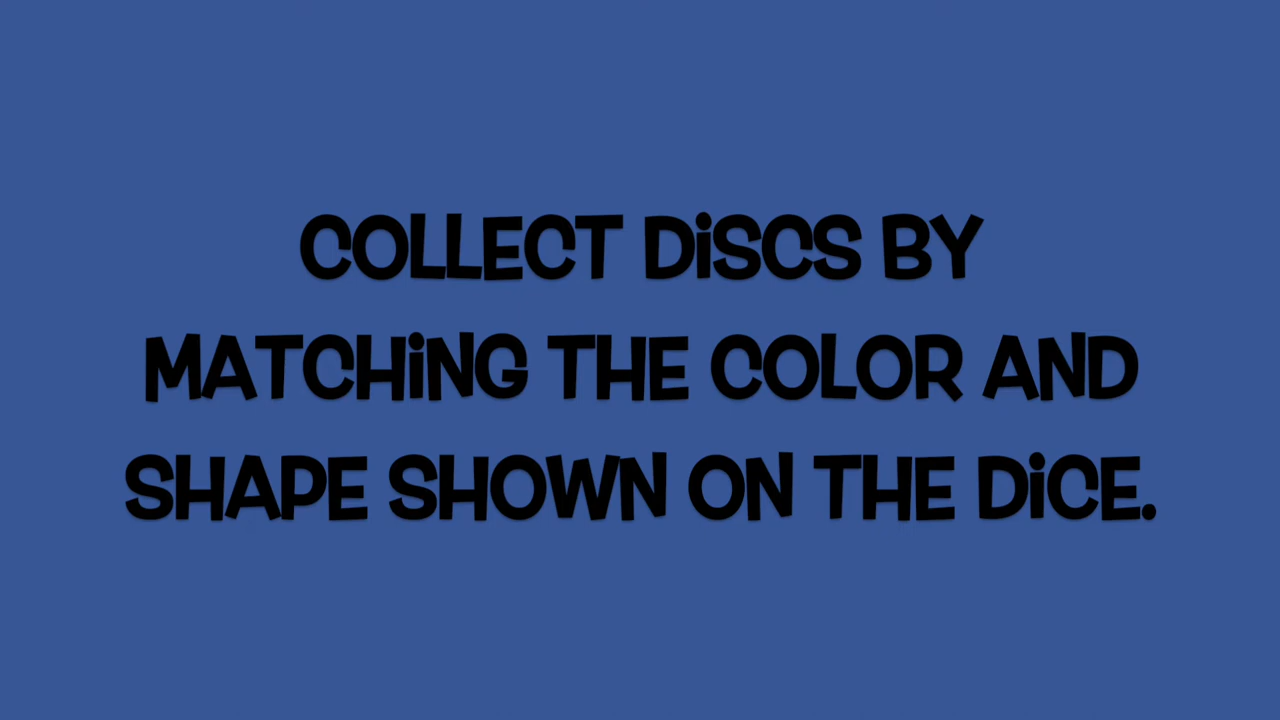 COLLECT DiSCS BY
MATCHiNG THE COLOR AND
SHAPE SHOWN ON THE DiCE.